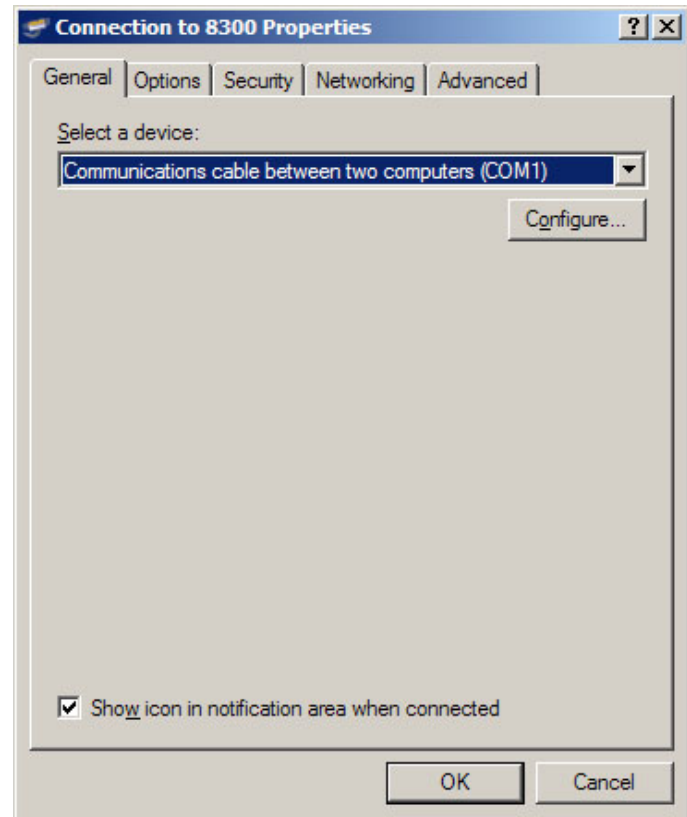 Connection to 8300 Properties
General Options Security Networking Advanced
Select a device:
Communications cable between two computers (COM1)
Configure...
Show icon in notification area when connected
OK Cancel